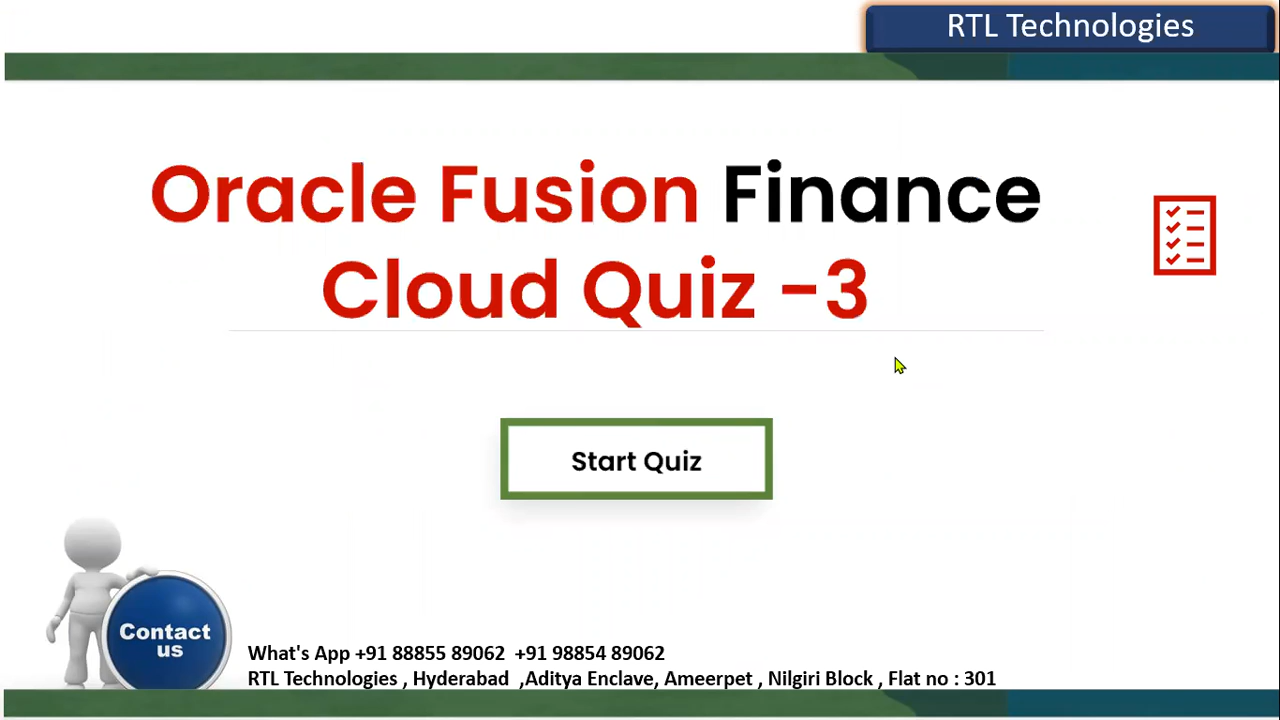 RTL Technologies
Oracle Fusion Finance
Cloud Quiz -3
Start Quiz
Contact
us
What's App +91 88855 89062 +91 98854 89062
RTL Technologies , Hyderabad ,Aditya Enclave, Ameerpet , Nilgiri Block , Flat no : 301